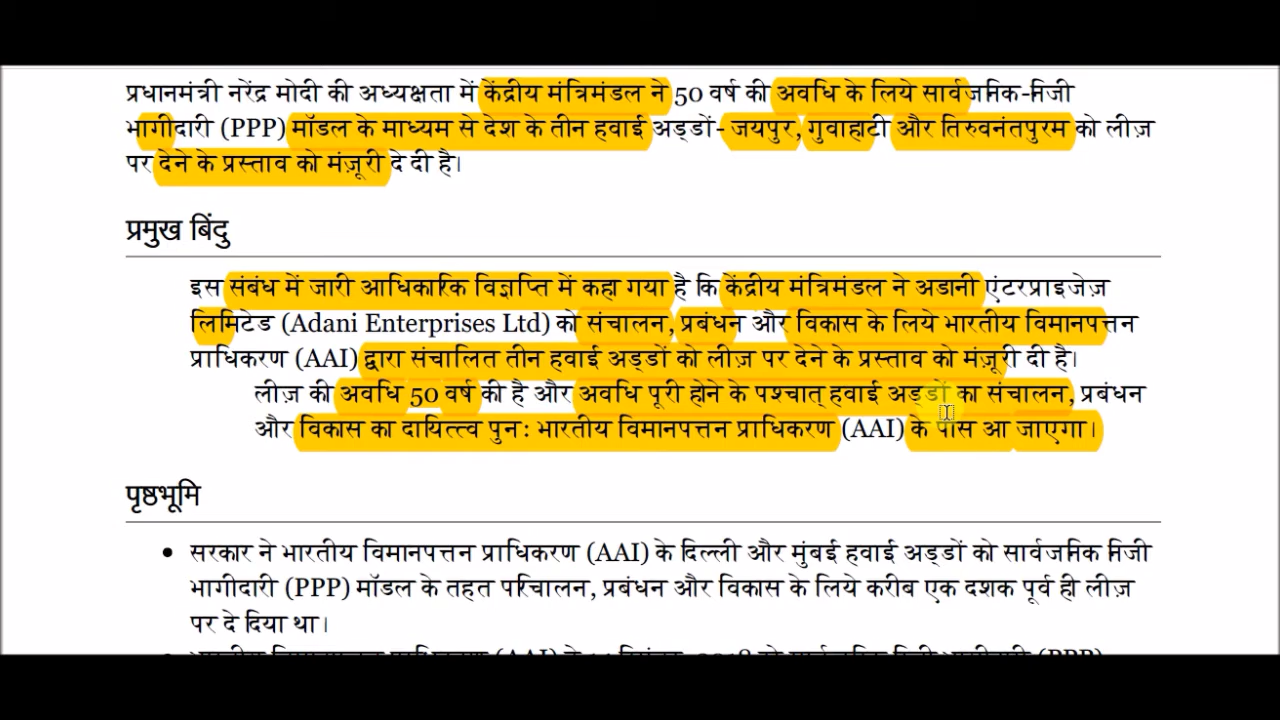 प्रधानमंत्री नरेंद्र मोदी की अध्यक्षता में केंद्रीय मंत्रिमंडल ने 50 वर्ष की अवधि के लिये सार्वजनिक-निजी
भागीदारी (PPP) मॉडल के माध्यम से देश के तीन हवाई अड्डों- जयपुर, गुवाहाटी और तिरुवनंतपुरम को लीज़
पर देने के प्रस्ताव को मंज़ूरी दे दी है।
प्रमुख बिंदु
इस संबंध में जारी आधिकारिक विज्ञप्ति में कहा गया है कि केंद्रीय मंत्रिमंडल ने अडानी एंटरप्राइजेज़
लिमिटेड (Adani Enterprises Ltd) को संचालन, प्रबंधन और विकास के लिये भारतीय विमानपत्तन
प्राधिकरण (AAI) द्वारा संचालित तीन हवाई अड्डों को लीज़ पर देने के प्रस्ताव को मंज़ूरी दी है।
लीज़ की अवधि 50 वर्ष की है और अवधि पूरी होने के पश्चात् हवाई अड्डों का संचालन, प्रबंधन
और विकास का दायित्त्व पुनः भारतीय विमानपत्तन प्राधिकरण (AAI) के पास आ जाएगा।
पृष्ठभूमि
• सरकार ने भारतीय विमानपत्तन प्राधिकरण (AAI) के दिल्ली और मुंबई हवाई अड्डों को सार्वजनिक निजी
भागीदारी (PPP) मॉडल के तहत परिचालन, प्रबंधन और विकास के लिये करीब एक दशक पूर्व ही लीज़
पर दे दिया था।